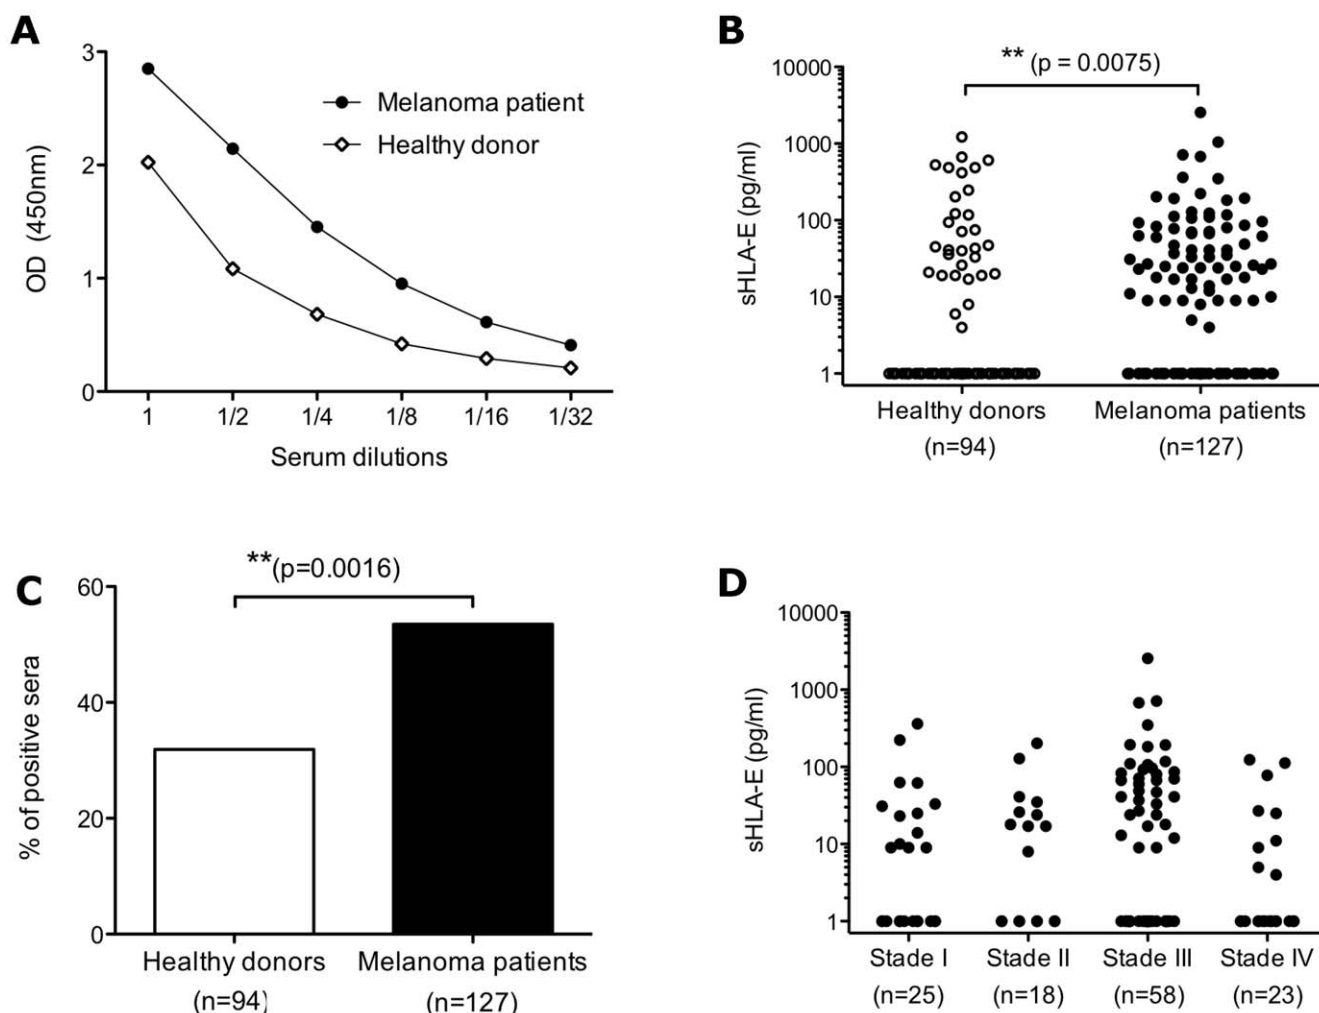 A
3
2
1
0
OD (450nm)
Melanoma patient
Healthy donor
1 1/2 1/4 1/8 1/16 1/32
Serum dilutions
B
** (p = 0.0075)
10000
1000
100
10
1
sHLA-E (pg/ml)
Healthy donors Melanoma patients
(n=94) (n=127)
C
**(p=0.0016)
60
40
20
0
% of positive sera
Healthy donors Melanoma patients
(n=94) (n=127)
D
10000
1000
100
10
1
sHLA-E (pg/ml)
Stade I Stade II Stade III Stade IV
(n=25) (n=18) (n=58) (n=23)